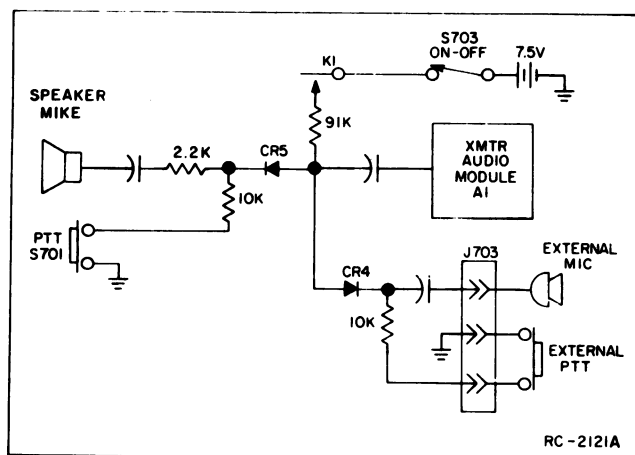 S703
ON-OFF
7.5V
K1
SPEAKER
MIKE
91K
2.2K
CR5
XMTR
AUDIO
MODULE
A1
10K
PTT
S701
CR4
J703
EXTERNAL
MIC
10K
EXTERNAL
PTT
RC-2121A